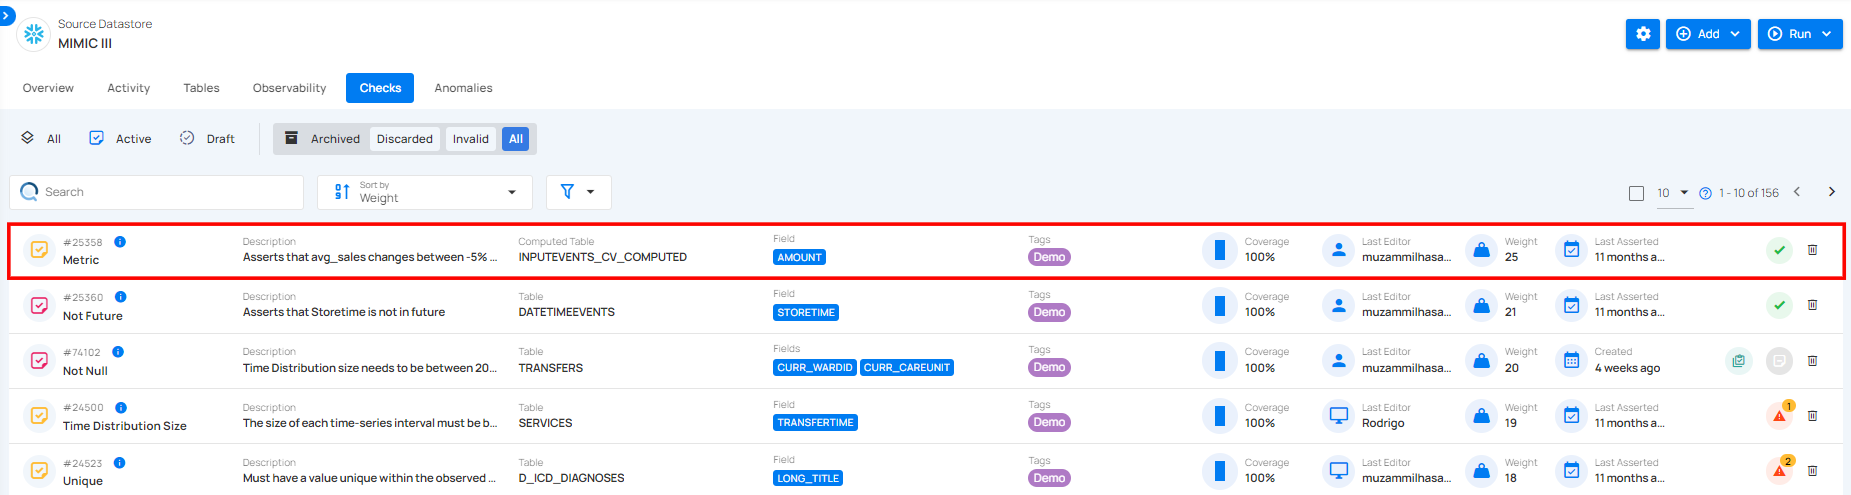 Source Datastore
MIMIC III
Add
Run
Overview Activity Tables Observability Checks Anomalies
All Active Draft Archived Discarded Invalid All
Search
Sort by
Weight
10 1 - 10 of 156
#25358 Description Computed Table Field Tags Coverage Last Editor Weight Last Asserted
Metric Asserts that avg_sales changes between -5% ... INPUTEVENTS_CV_COMPUTED AMOUNT Demo 100% muzammilhasa... 25 11 months a...
#25360 Description Table Field Tags Coverage Last Editor Weight Last Asserted
Not Future Asserts that Storetime is not in future DATETIMEEVENTS STORETIME Demo 100% muzammilhasa... 21 11 months a...
#74102 Description Table Fields Tags Coverage Last Editor Weight Created
Not Null Time Distribution size needs to be between 20... TRANSFERS CURR_WARDID CURR_CAREUNIT Demo 100% muzammilhasa... 20 4 weeks ago
#24500 Description Table Field Tags Coverage Last Editor Weight Last Asserted 1
Time Distribution Size The size of each time-series interval must be b... SERVICES TRANSFERTIME Demo 100% Rodrigo 19 11 months a...
#24523 Description Table Field Tags Coverage Last Editor Weight Last Asserted 2
Unique Must have a value unique within the observed ... D_ICD_DIAGNOSES LONG_TITLE Demo 100% muzammilhasa... 18 11 months a...